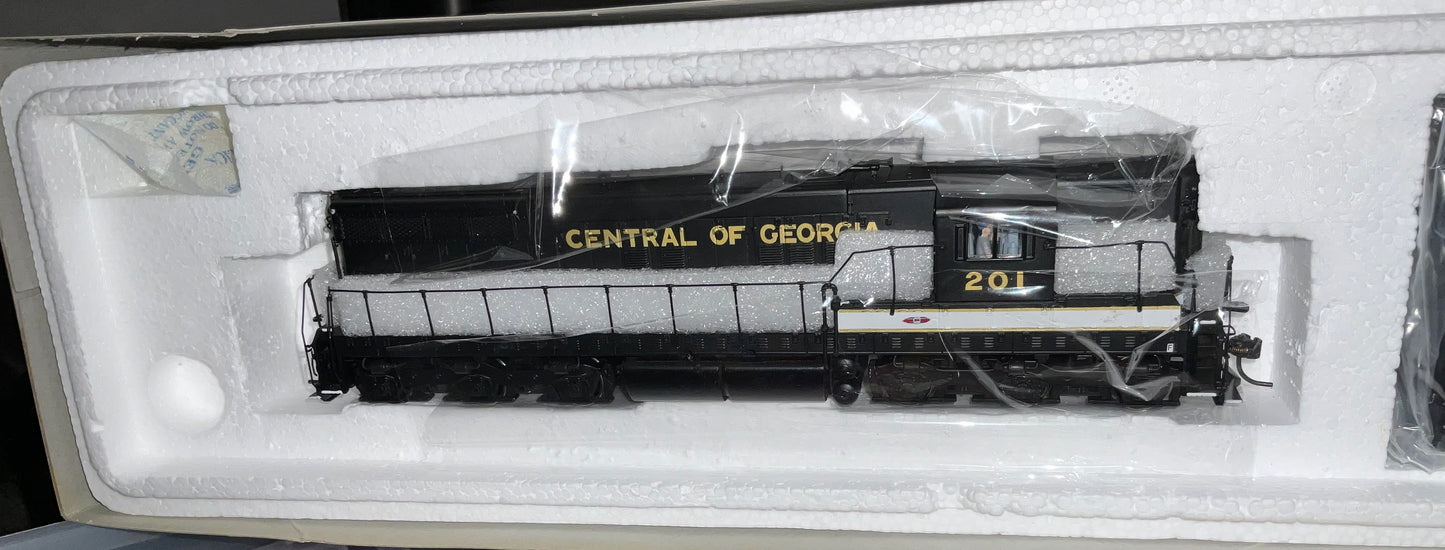 CENTRAL OF GEORGIA
201
F